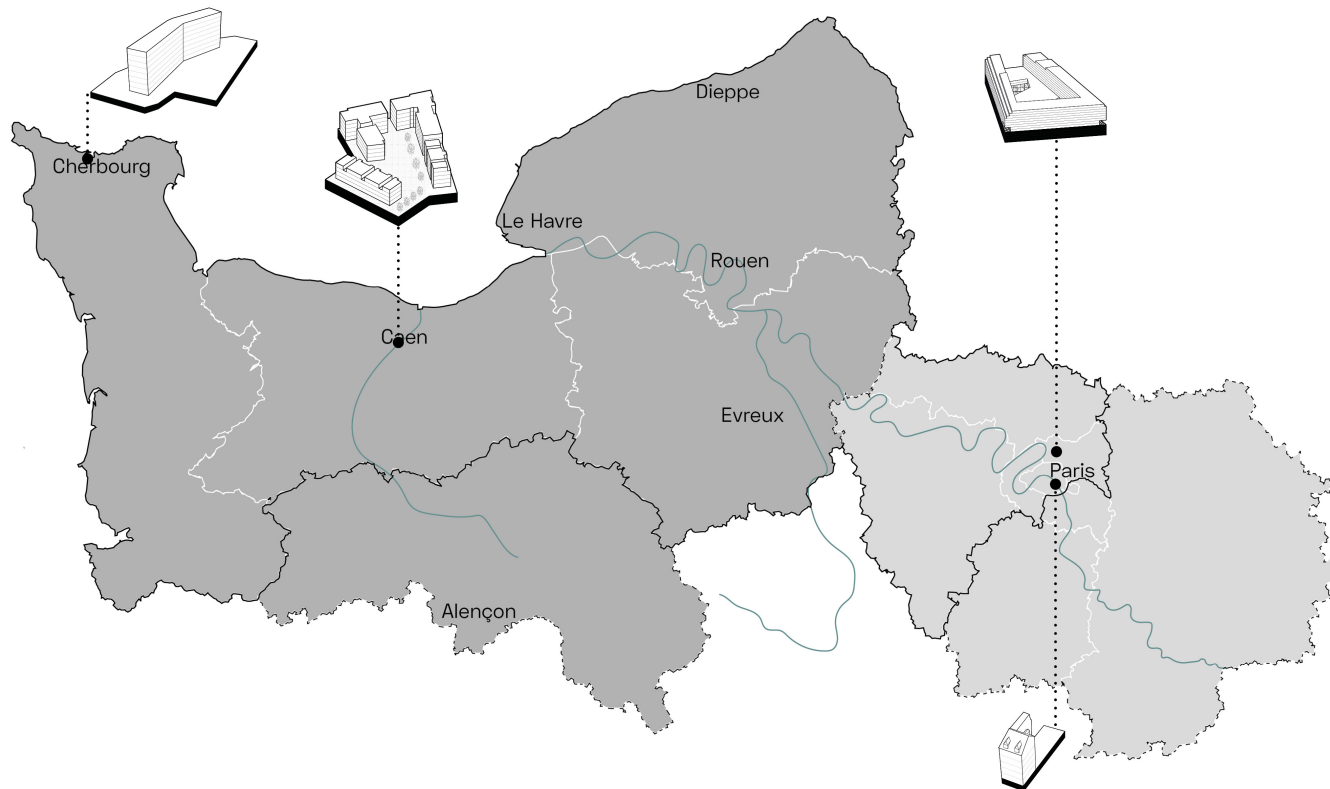 Dieppe
Cherbourg
Le Havre
Rouen
Caen
Evreux
Paris
Alençon